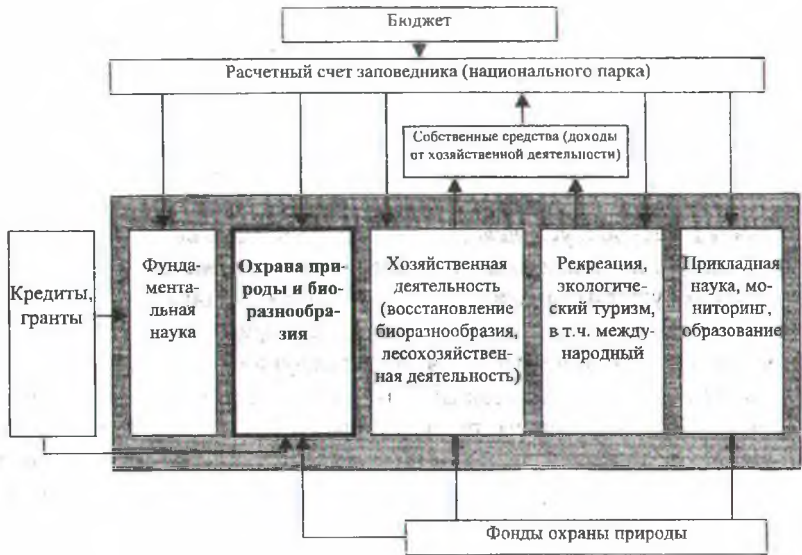 Бюджет
Расчетный счет заповедника (национального парка)
Собственные средства (доходы
от хозяйственной деятельности)
Кредиты,
гранты
Фунда-
ментальная
наука
Охрана при-
роды и био-
разнообра-
зия
Хозяйственная
деятельность
(восстановление
биоразнообразия,
лесохозяйствен-
ная деятельность)
Рекреация,
экологиче-
ский туризм,
в т.ч. между-
народный
Прикладная
наука, мо-
ниторинг,
образование
Фонды охраны природы